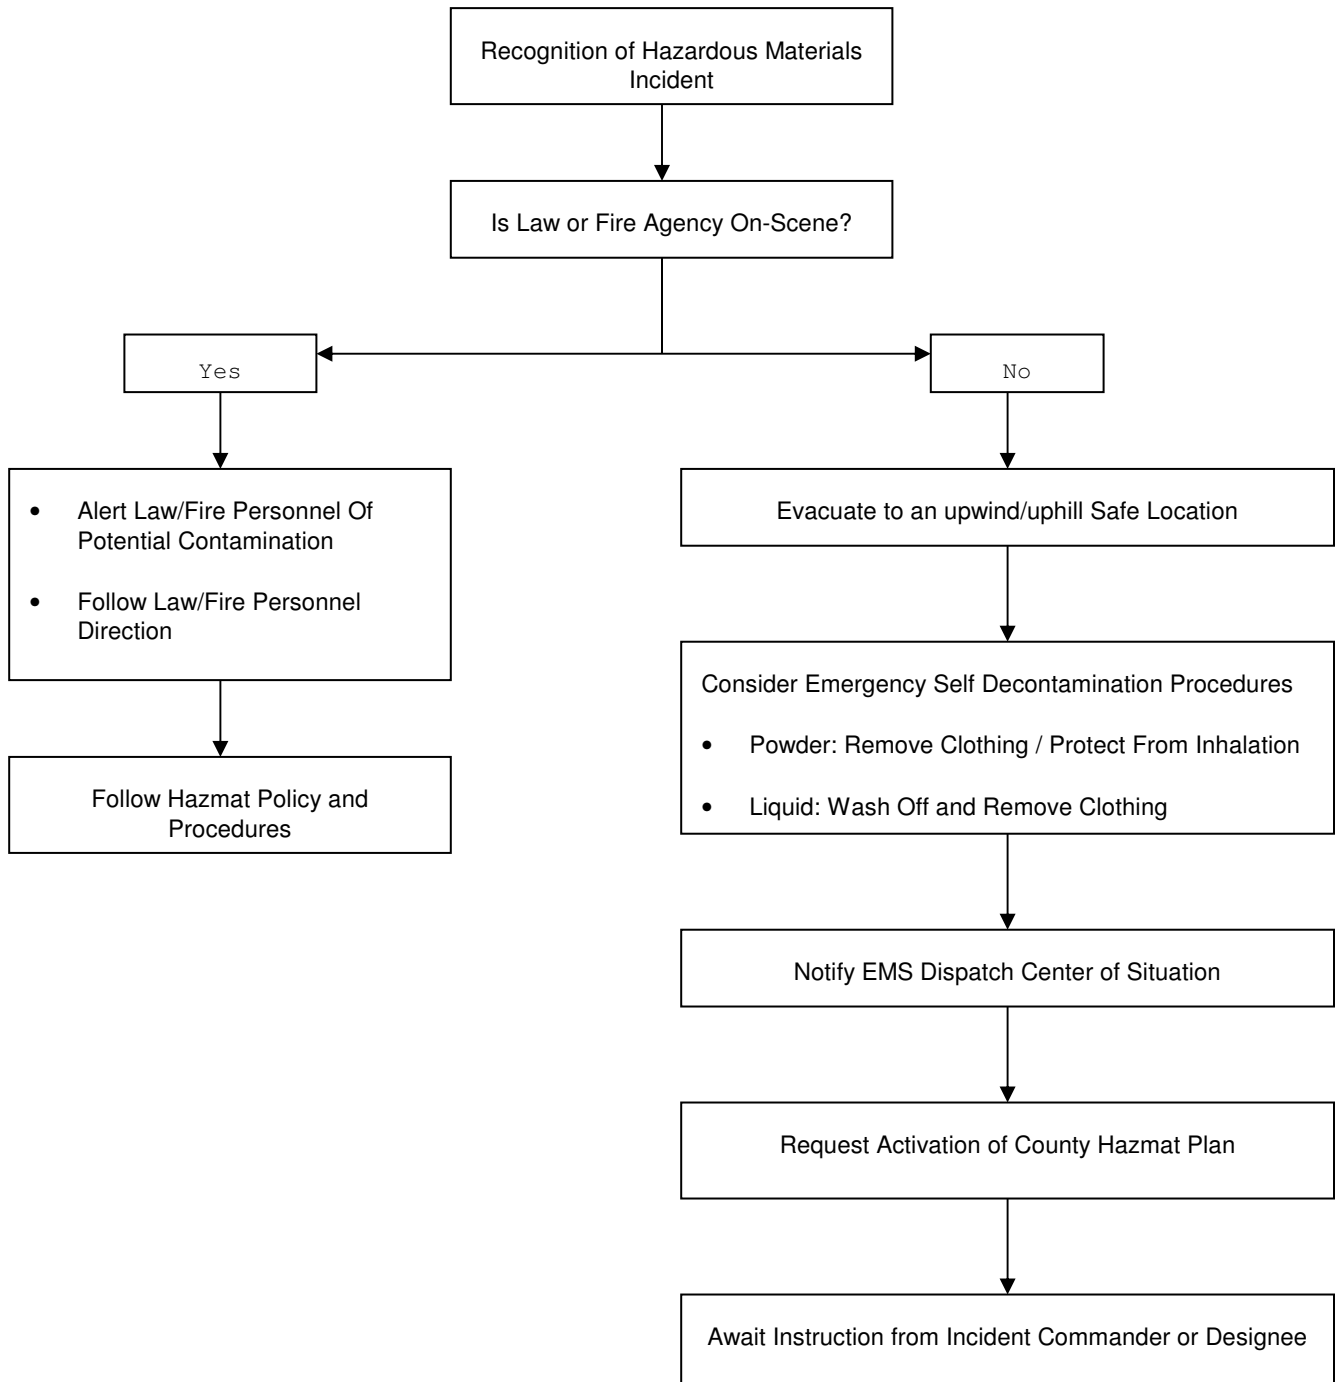 Recognition of Hazardous Materials
Incident
Is Law or Fire Agency On-Scene?
Yes
No
• Alert Law/Fire Personnel Of
Potential Contamination
• Follow Law/Fire Personnel
Direction
Follow Hazmat Policy and
Procedures
Evacuate to an upwind/uphill Safe Location
Consider Emergency Self Decontamination Procedures
• Powder: Remove Clothing / Protect From Inhalation
• Liquid: Wash Off and Remove Clothing
Notify EMS Dispatch Center of Situation
Request Activation of County Hazmat Plan
Await Instruction from Incident Commander or Designee